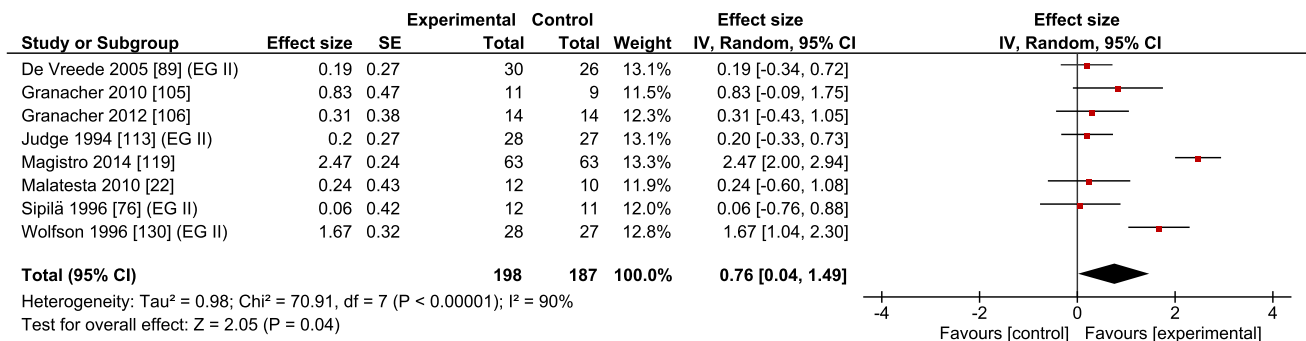 Experimental Control Effect size Effect size
Study or Subgroup Effect size SE Total Total Weight IV, Random, 95% CI IV, Random, 95% CI
De Vreede 2005 [89] (EG II) 0.19 0.27 30 26 13.1% 0.19 [-0.34, 0.72]
Granacher 2010 [105] 0.83 0.47 11 9 11.5% 0.83 [-0.09, 1.75]
Granacher 2012 [106] 0.31 0.38 14 14 12.3% 0.31 [-0.43, 1.05]
Judge 1994 [113] (EG II) 0.2 0.27 28 27 13.1% 0.20 [-0.33, 0.73]
Magistro 2014 [119] 2.47 0.24 63 63 13.3% 2.47 [2.00, 2.94]
Malatesta 2010 [22] 0.24 0.43 12 10 11.9% 0.24 [-0.60, 1.08]
Sipilä 1996 [76] (EG II) 0.06 0.42 12 11 12.0% 0.06 [-0.76, 0.88]
Wolfson 1996 [130] (EG II) 1.67 0.32 28 27 12.8% 1.67 [1.04, 2.30]
Total (95% CI) 198 187 100.0% 0.76 [0.04, 1.49]
Heterogeneity: Tau² = 0.98; Chi² = 70.91, df = 7 (P < 0.00001); I² = 90%
Test for overall effect: Z = 2.05 (P = 0.04)
-4 -2 0 2 4
Favours [control] Favours [experimental]